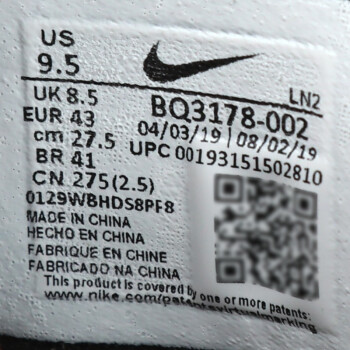 US
9.5
LN2
UK 8.5
EUR 43
cm 27.5
BR 41
CN 275(2.5)
BQ3178-002
04/03/19 | 08/02/19
UPC 00193151502810
0129WBHDS8PF8
MADE IN CHINA
HECHO EN CHINA
FABRIQUE EN CHINE
FABRICADO NA CHINA
This product is covered by one or more patents:
www.nike.com/patentsvirtualmarking